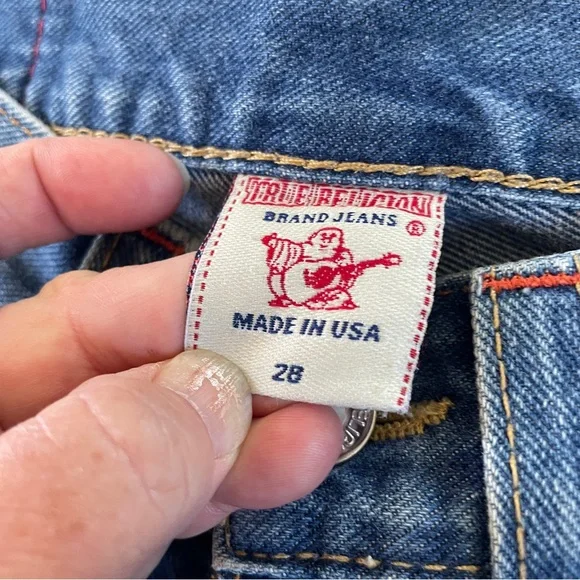 TRUE RELIGION
BRAND JEANS ®
MADE IN USA
28